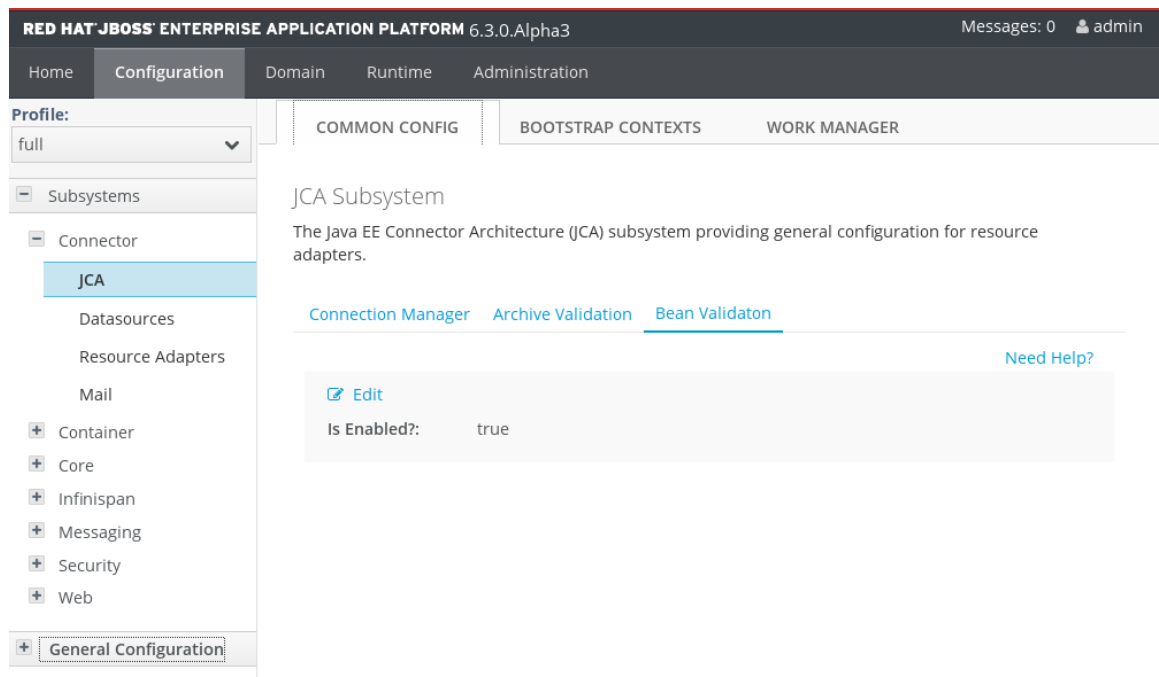 RED HAT JBOSS ENTERPRISE APPLICATION PLATFORM 6.3.0.Alpha3
Messages: 0 admin
Home Configuration Domain Runtime Administration
Profile:
full
Subsystems
Connector
JCA
Datasources
Resource Adapters
Mail
Container
Core
Infinispan
Messaging
Security
Web
General Configuration
COMMON CONFIG BOOTSTRAP CONTEXTS WORK MANAGER
JCA Subsystem
The Java EE Connector Architecture (JCA) subsystem providing general configuration for resource
adapters.
Connection Manager Archive Validation Bean Validaton
Need Help?
Edit
Is Enabled?: true